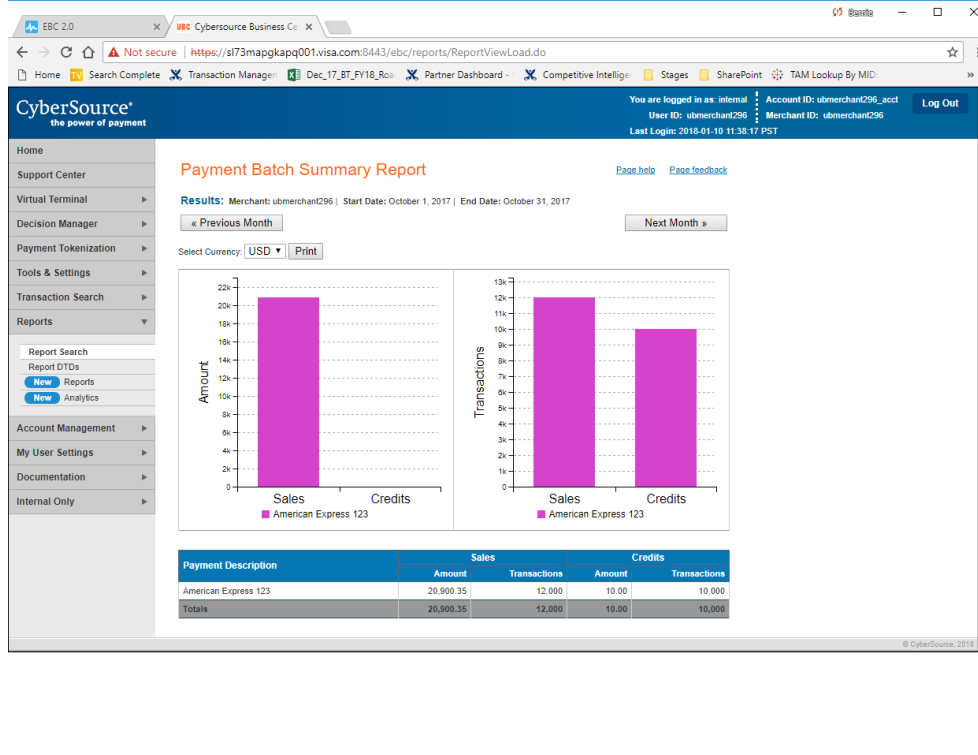 Bernie
EBC 2.0
UBC Cybersource Business Ce
Not secure | https://sl73mapgkapq001.visa.com:8443/ebc/reports/ReportViewLoad.do
Home Search Complete Transaction Manager Dec_17_BT_FY18_Roa Partner Dashboard - Competitive Intellige Stages SharePoint TAM Lookup By MID: »
CyberSource®
the power of payment
You are logged in as: internal Account ID: ubmerchant296_acct Log Out
User ID: ubmerchant296 Merchant ID: ubmerchant296
Last Login: 2018-01-10 11:38:17 PST
Home
Support Center
Virtual Terminal
Decision Manager
Payment Tokenization
Tools & Settings
Transaction Search
Reports
Report Search
Report DTDs
New Reports
New Analytics
Account Management
My User Settings
Documentation
Internal Only
Payment Batch Summary Report Page help Page feedback
Results: Merchant: ubmerchant296 | Start Date: October 1, 2017 | End Date: October 31, 2017
« Previous Month Next Month »
Select Currency: USD Print
Amount
22k
20k
18k
16k
14k
12k
10k
8k
6k
4k
2k
0
Sales Credits
American Express 123
Transactions
13k
12k
11k
10k
9k
8k
7k
6k
5k
4k
3k
2k
1k
0
Sales Credits
American Express 123
Payment Description Sales Credits
Amount Transactions Amount Transactions
American Express 123 20,900.35 12,000 10.00 10,000
Totals 20,900.35 12,000 10.00 10,000
© CyberSource, 2018